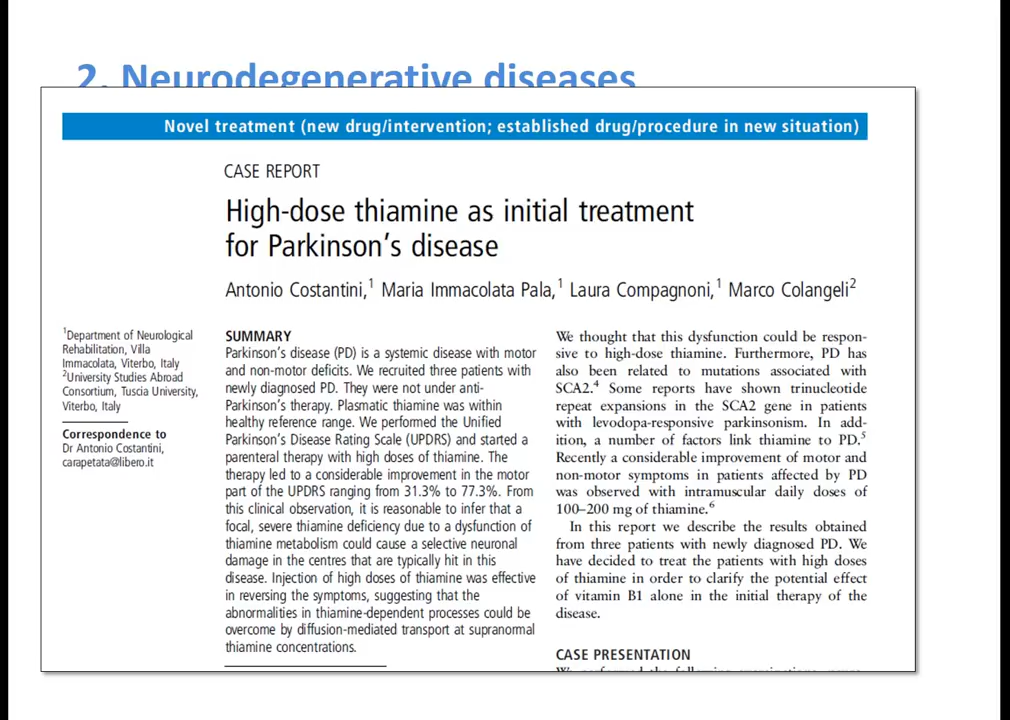 2. Neurodegenerative diseases
Novel treatment (new drug/intervention; established drug/procedure in new situation)
CASE REPORT
High-dose thiamine as initial treatment
for Parkinson's disease
Antonio Costantini,1 Maria Immacolata Pala,1 Laura Compagnoni,1 Marco Colangeli2
1Department of Neurological
Rehabilitation, Villa
Immacolata, Viterbo, Italy
2University Studies Abroad
Consortium, Tuscia University,
Viterbo, Italy
Correspondence to
Dr Antonio Costantini,
carapetata@libero.it
SUMMARY
Parkinson's disease (PD) is a systemic disease with motor
and non-motor deficits. We recruited three patients with
newly diagnosed PD. They were not under anti-
Parkinson's therapy. Plasmatic thiamine was within
healthy reference range. We performed the Unified
Parkinson's Disease Rating Scale (UPDRS) and started a
parenteral therapy with high doses of thiamine. The
therapy led to a considerable improvement in the motor
part of the UPDRS ranging from 31.3% to 77.3%. From
this clinical observation, it is reasonable to infer that a
focal, severe thiamine deficiency due to a dysfunction of
thiamine metabolism could cause a selective neuronal
damage in the centres that are typically hit in this
disease. Injection of high doses of thiamine was effective
in reversing the symptoms, suggesting that the
abnormalities in thiamine-dependent processes could be
overcome by diffusion-mediated transport at supranormal
thiamine concentrations.
We thought that this dysfunction could be respon-
sive to high-dose thiamine. Furthermore, PD has
also been related to mutations associated with
SCA2.4 Some reports have shown trinucleotide
repeat expansions in the SCA2 gene in patients
with levodopa-responsive parkinsonism. In add-
ition, a number of factors link thiamine to PD.5
Recently a considerable improvement of motor and
non-motor symptoms in patients affected by PD
was observed with intramuscular daily doses of
100–200 mg of thiamine.6
In this report we describe the results obtained
from three patients with newly diagnosed PD. We
have decided to treat the patients with high doses
of thiamine in order to clarify the potential effect
of vitamin B1 alone in the initial therapy of the
disease.
CASE PRESENTATION